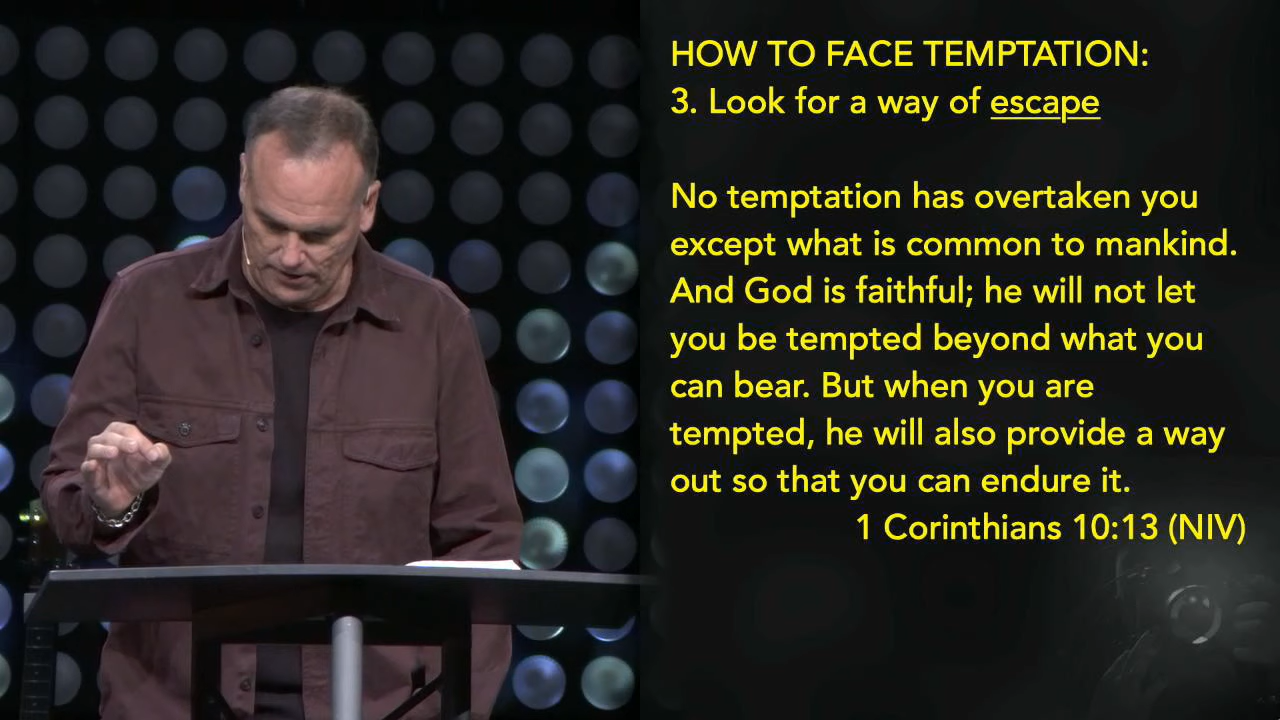 HOW TO FACE TEMPTATION:
3. Look for a way of escape
No temptation has overtaken you
except what is common to mankind.
And God is faithful; he will not let
you be tempted beyond what you
can bear. But when you are
tempted, he will also provide a way
out so that you can endure it.
1 Corinthians 10:13 (NIV)